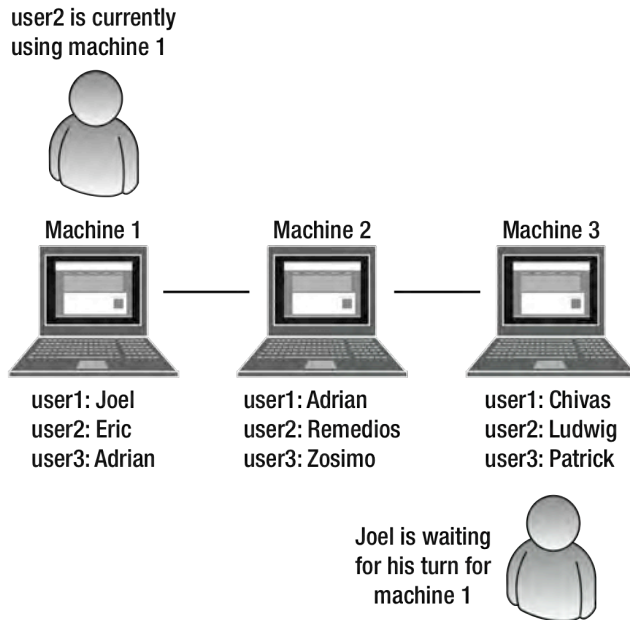 user2 is currently
using machine 1
Machine 1
Machine 2
Machine 3
user1: Joel
user2: Eric
user3: Adrian
user1: Adrian
user2: Remedios
user3: Zosimo
user1: Chivas
user2: Ludwig
user3: Patrick
Joel is waiting
for his turn for
machine 1